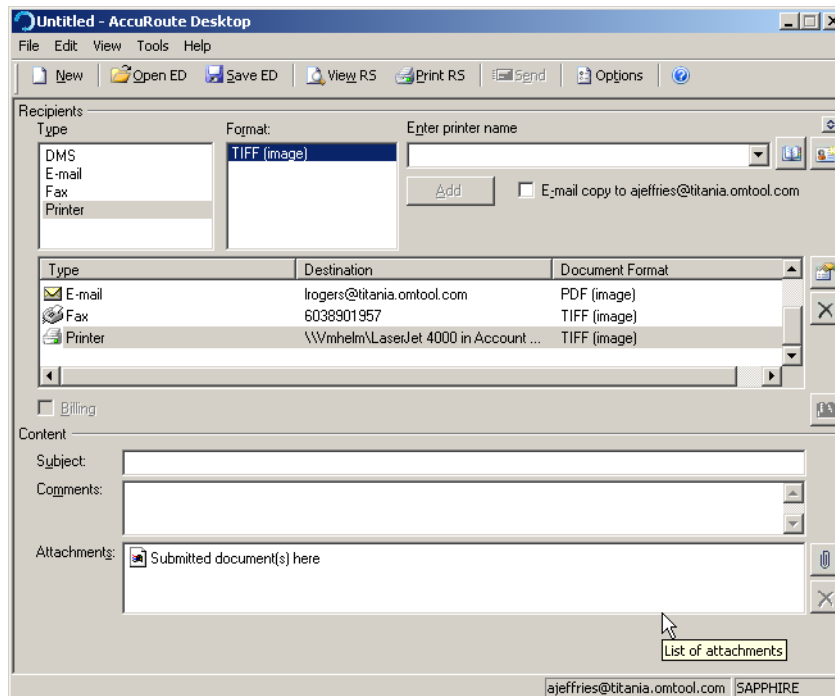 Untitled - AccuRoute Desktop
File Edit View Tools Help
New Open ED Save ED View RS Print RS Send Options
Recipients
Type Format: Enter printer name
DMS TIFF (image)
E-mail
Fax
Printer
Add E-mail copy to ajeffries@titania.omtool.com
Type Destination Document Format
E-mail lrogers@titania.omtool.com PDF (image)
Fax 6038901957 TIFF (image)
Printer \\Vmhelm\LaserJet 4000 in Account ... TIFF (image)
Billing
Content
Subject:
Comments:
Attachments: Submitted document(s) here
List of attachments
ajeffries@titania.omtool.com SAPPHIRE